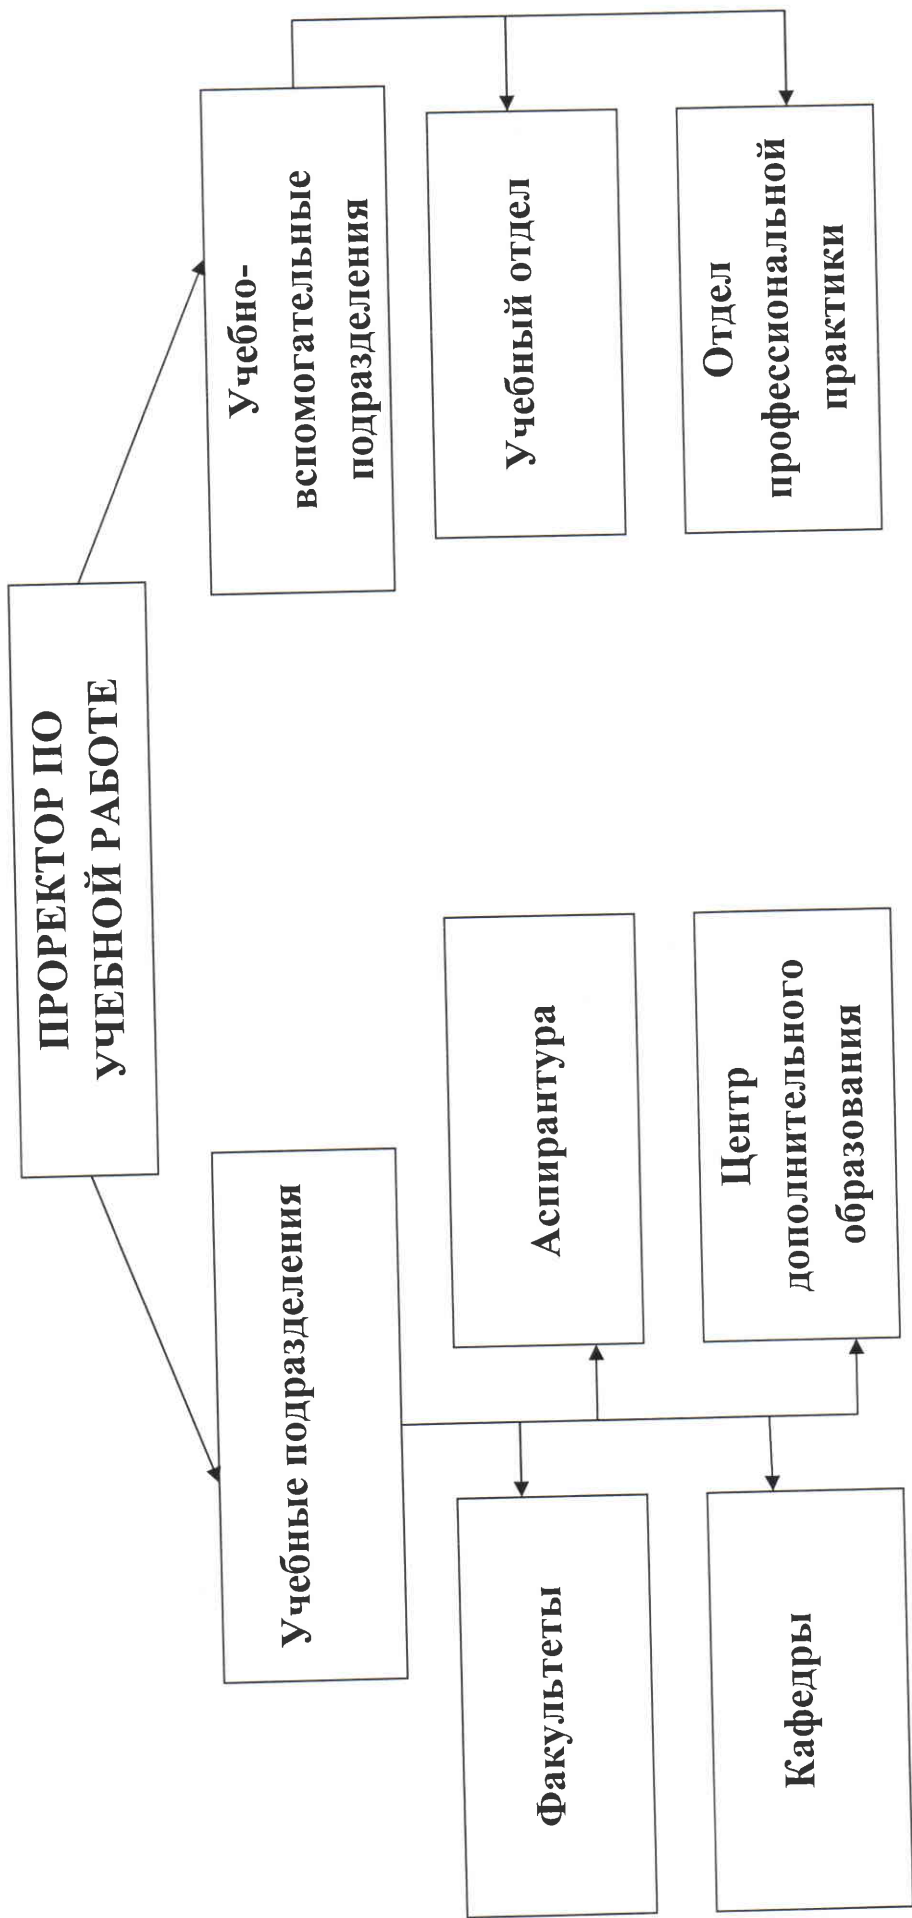 ПРОРЕКТОР ПО
УЧЕБНОЙ РАБОТЕ
Учебные подразделения
Учебно-
вспомогательные
подразделения
Факультеты
Аспирантура
Учебный отдел
Кафедры
Центр
дополнительного
образования
Отдел
профессиональной
практики